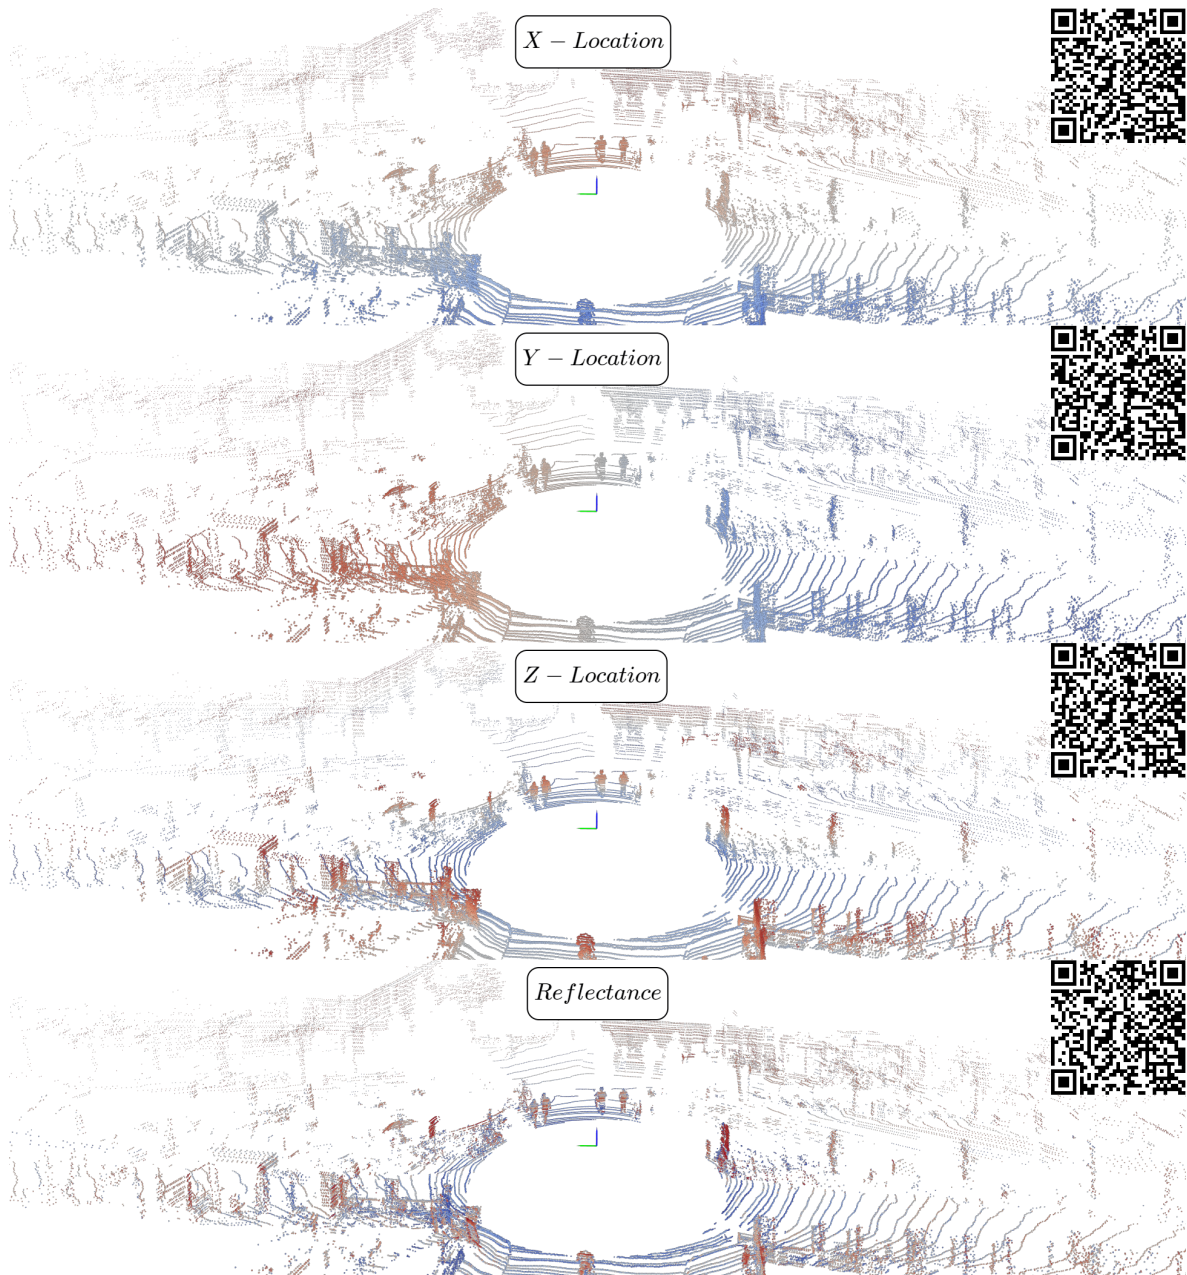 X – Location
Y – Location
Z – Location
Reflectance